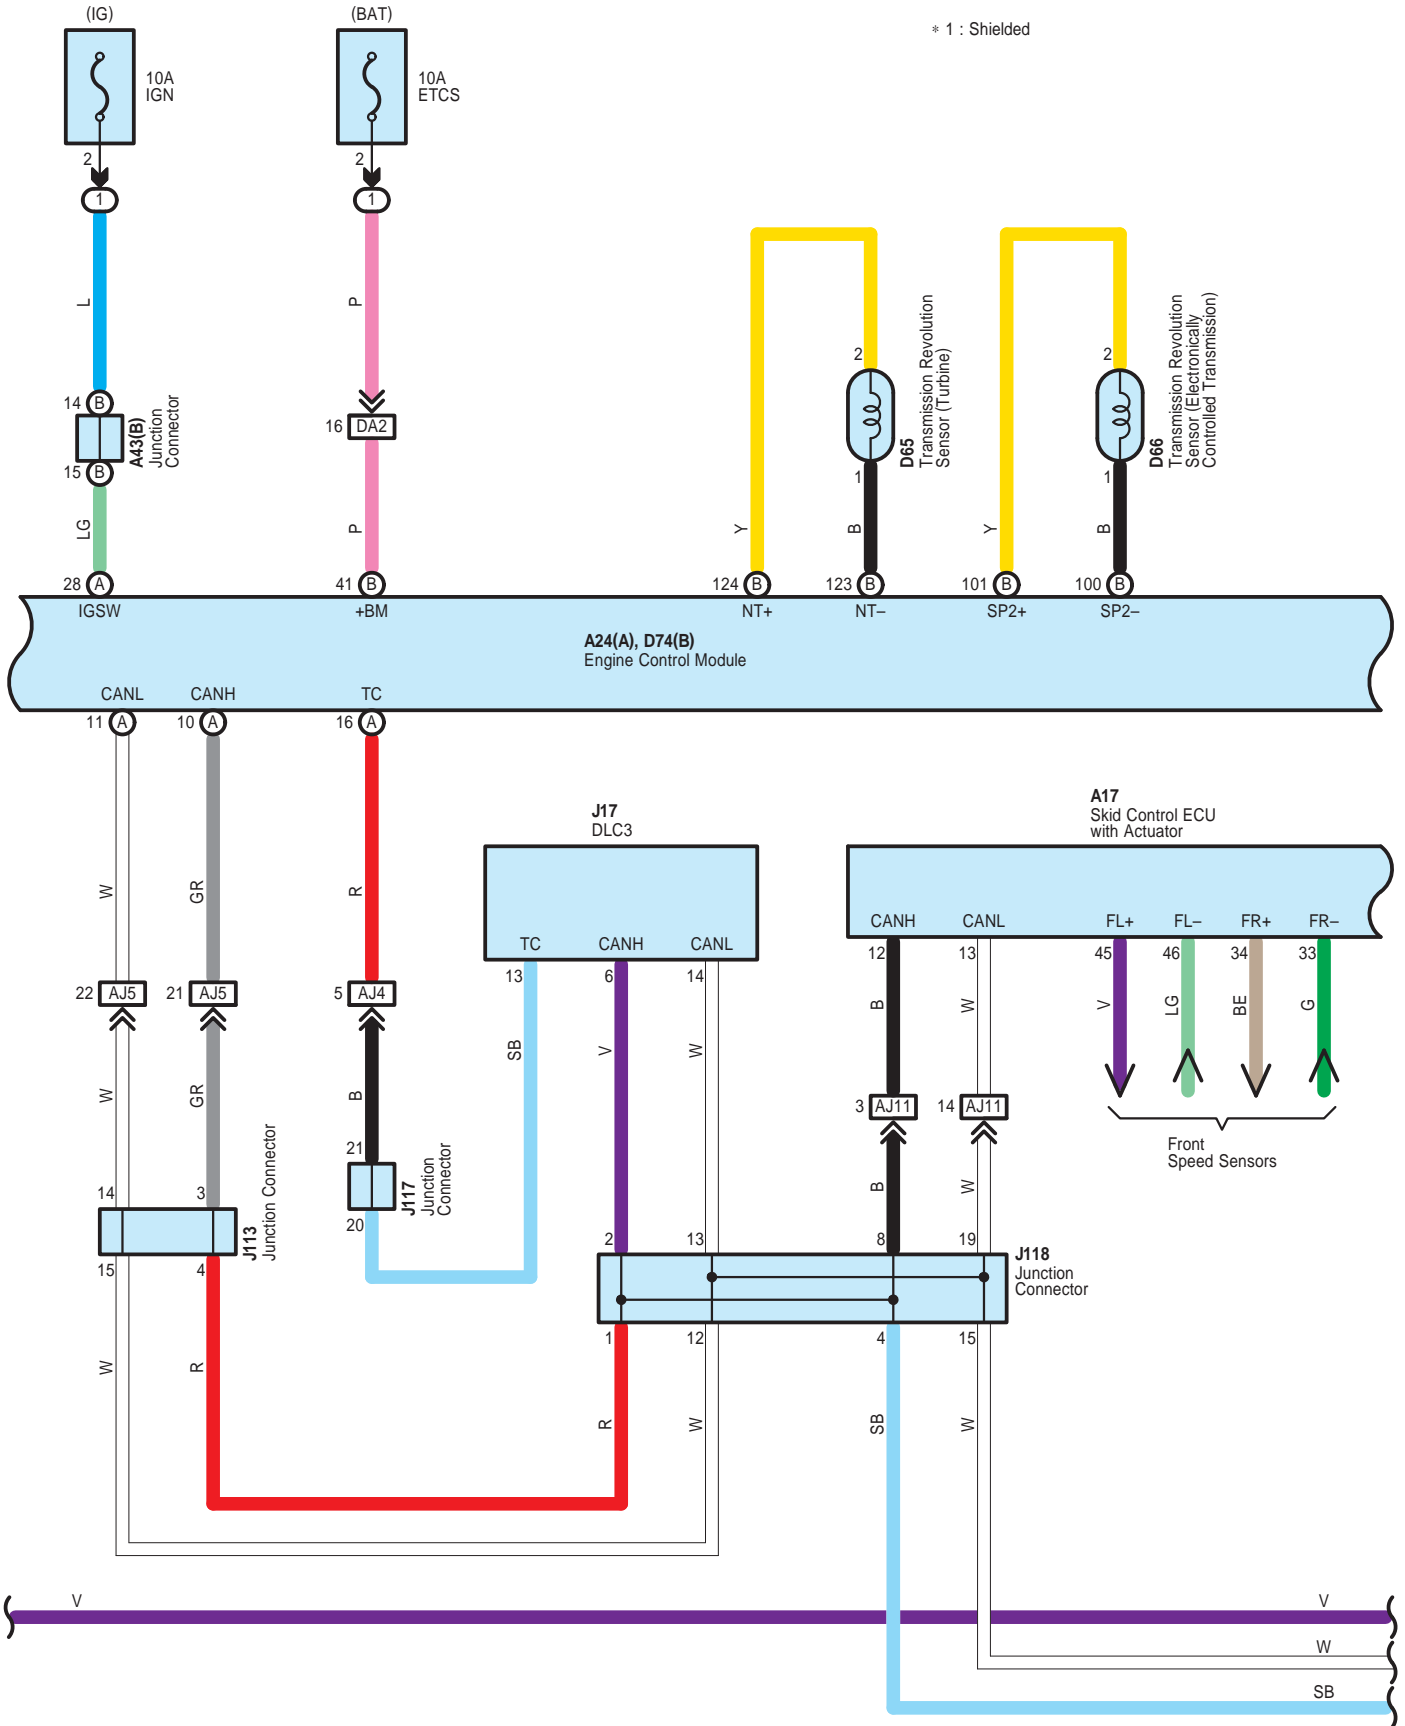 (IG)
(BAT)
* 1 : Shielded
10A
IGN
10A
ETCS
2
2
1
1
L
P
14 B
A43(B)
Junction
Connector
15 B
16 DA2
LG
P
2
D65
Transmission Revolution
Sensor (Turbine)
1
2
D66
Transmission Revolution
Sensor (Electronically
Controlled Transmission)
1
Y
B
Y
B
28 A
41 B
124 B
123 B
101 B
100 B
IGSW
+BM
NT+
NT–
SP2+
SP2–
A24(A), D74(B)
Engine Control Module
CANL
CANH
TC
11 A
10 A
16 A
W
GR
R
J17
DLC3
TC
CANH
CANL
13
6
14
A17
Skid Control ECU
with Actuator
CANH
CANL
FL+
FL–
FR+
FR–
12
13
45
46
34
33
22 AJ5
21 AJ5
5 AJ4
SB
V
W
B
W
V
LG
BE
G
W
GR
B
3 AJ11
14 AJ11
Front
Speed Sensors
21
J117
Junction
Connector
20
14
3
J113
Junction Connector
15
4
B
W
2
13
8
19
J118
Junction
Connector
1
12
4
15
W
R
R
W
SB
W
V
V
W
SB